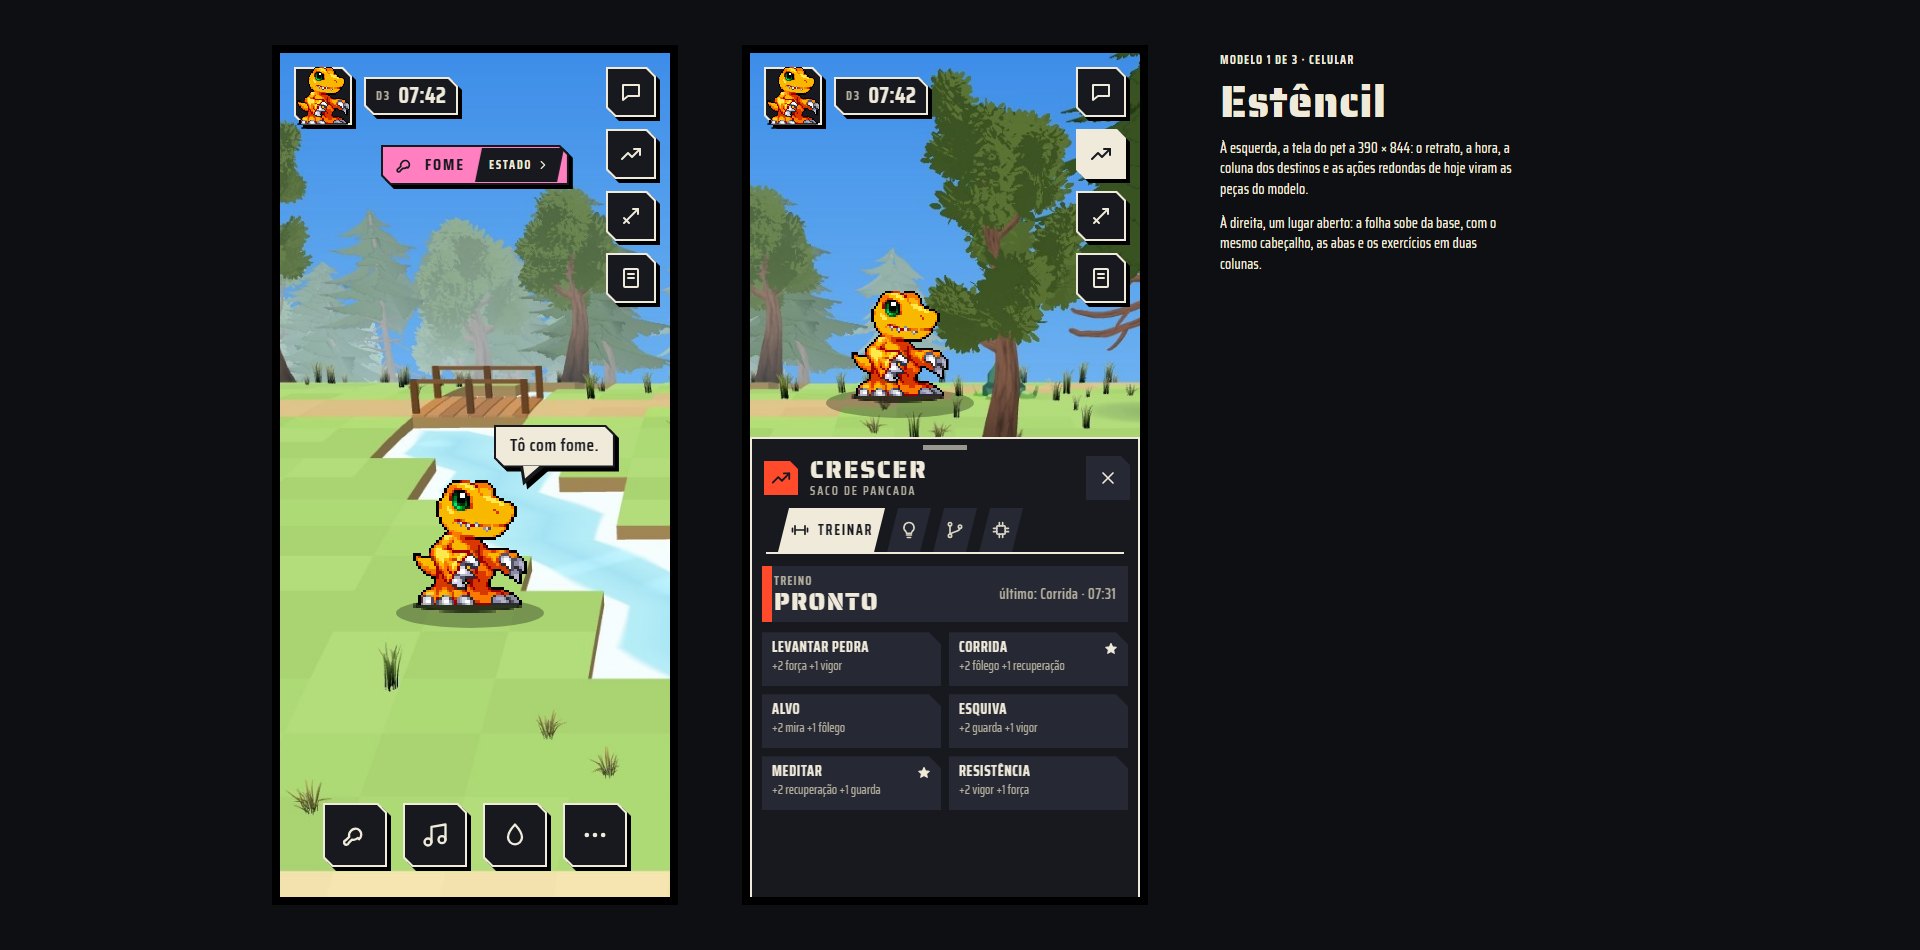 D3 07:42
FOME ESTADO
Tô com fome.
D3 07:42
CRESCER
SACO DE PANCADA
TREINAR
TREINO
PRONTO
último: Corrida · 07:31
LEVANTAR PEDRA
+2 força +1 vigor
CORRIDA
+2 fôlego +1 recuperação
ALVO
+2 mira +1 fôlego
ESQUIVA
+2 guarda +1 vigor
MEDITAR
+2 recuperação +1 guarda
RESISTÊNCIA
+2 vigor +1 força
MODELO 1 DE 3 · CELULAR
Estêncil
À esquerda, a tela do pet a 390 × 844: o retrato, a hora, a
coluna dos destinos e as ações redondas de hoje viram as
peças do modelo.
À direita, um lugar aberto: a folha sobe da base, com o
mesmo cabeçalho, as abas e os exercícios em duas
colunas.